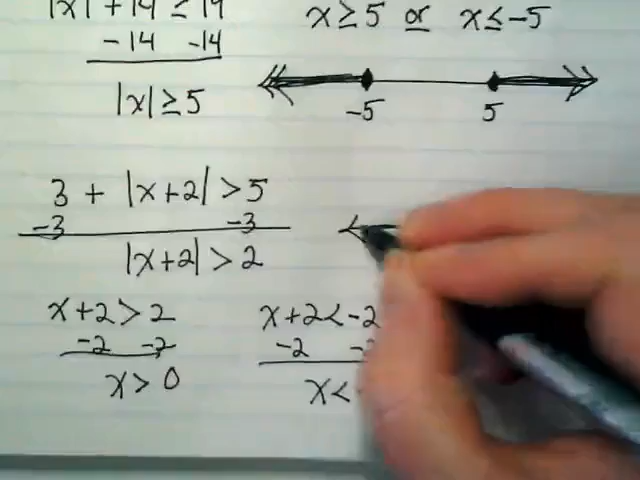 |x| + 14 ≤ 19
x ≥ 5 or x ≤ -5
-14 -14
|x| ≥ 5
-5 5
3 + |x+2| > 5
-3 -3
|x+2| > 2
x+2 > 2 x+2 < -2
-2 -2 -2
x > 0 x <